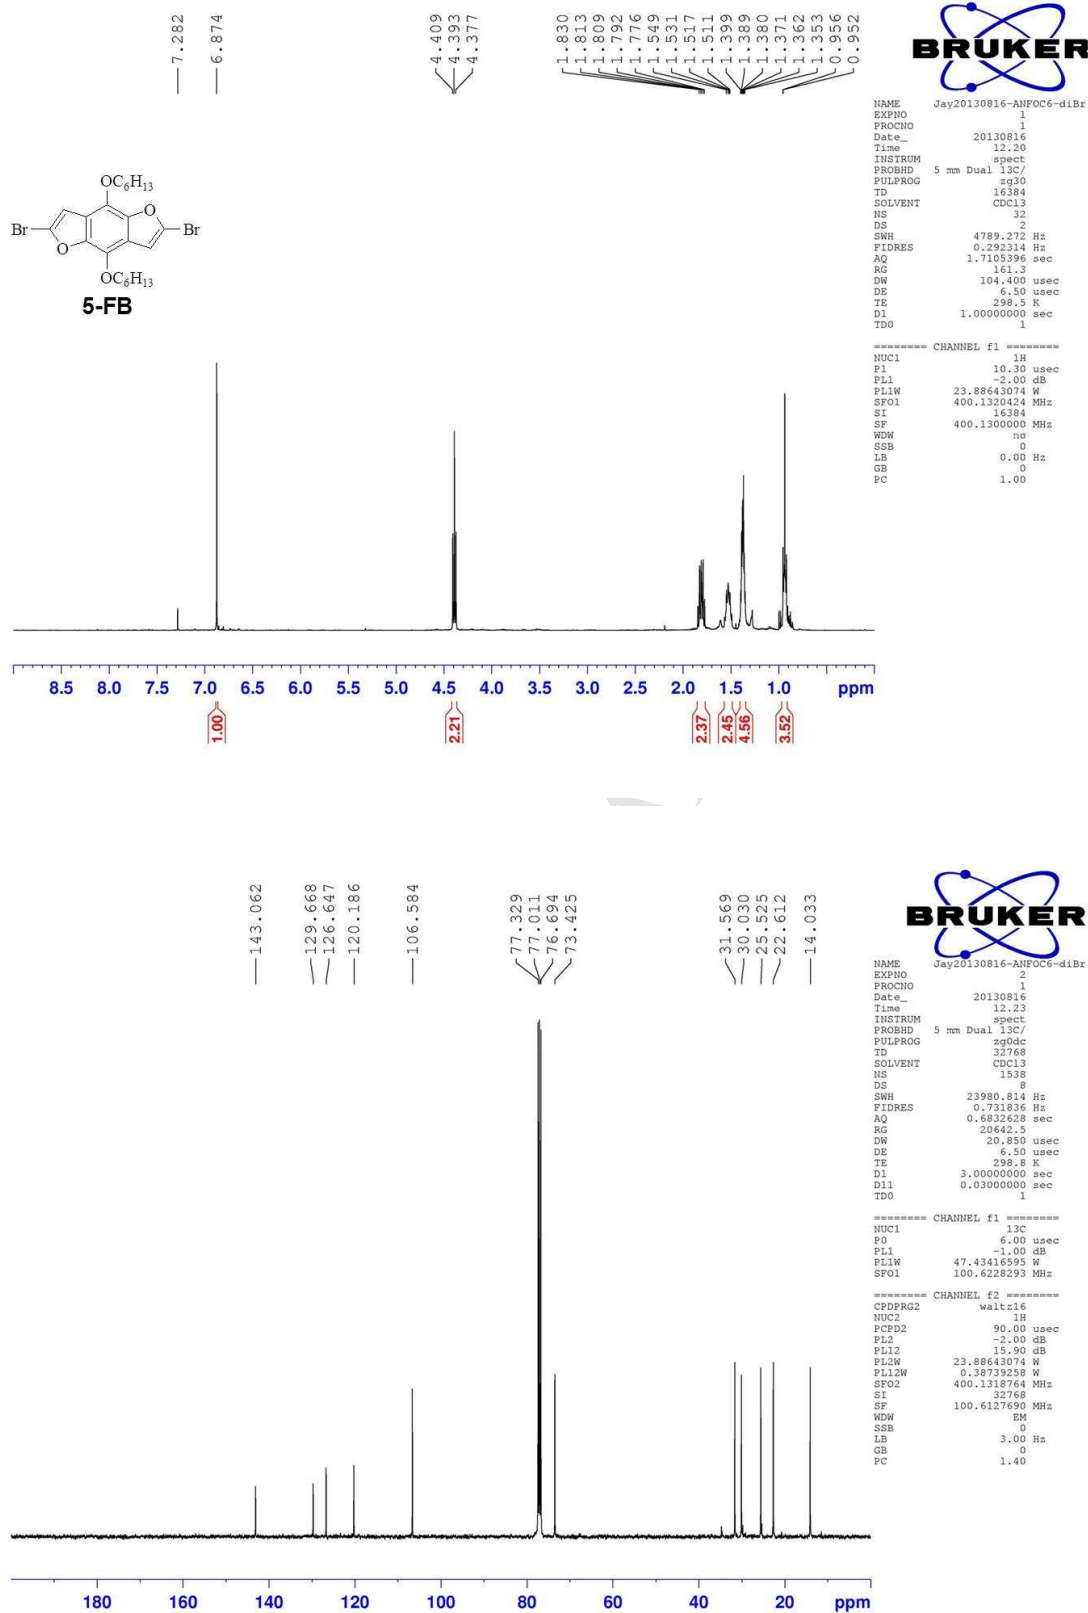 7.282
6.874
4.409
4.393
4.377
1.830
1.813
1.809
1.792
1.776
1.549
1.531
1.517
1.511
1.399
1.389
1.380
1.371
1.362
1.353
0.956
0.952
BRUKER
NAME Jay20130816-ANFOC6-diBr
EXPNO 1
PROCNO 1
Date_ 20130816
Time 12.20
INSTRUM spect
PROBHD 5 mm Dual 13C/
PULPROG zg30
TD 16384
SOLVENT CDCl3
NS 32
DS 2
SWH 4789.272 Hz
FIDRES 0.292314 Hz
AQ 1.7105396 sec
RG 161.3
DW 104.400 usec
DE 6.50 usec
TE 298.5 K
D1 1.00000000 sec
TD0 1
======== CHANNEL f1 ========
NUC1 1H
P1 10.30 usec
PL1 -2.00 dB
PL1W 23.88643074 W
SFO1 400.1320424 MHz
SI 16384
SF 400.1300000 MHz
WDW no
SSB 0
LB 0.00 Hz
GB 0
PC 1.00
OC6H13
O
Br
Br
O
OC6H13
5-FB
8.5 8.0 7.5 7.0 6.5 6.0 5.5 5.0 4.5 4.0 3.5 3.0 2.5 2.0 1.5 1.0 ppm
1.00
2.21
2.37
2.45
4.56
3.52
143.062
129.668
126.647
120.186
106.584
77.329
77.011
76.694
73.425
31.569
30.030
25.525
22.612
14.033
BRUKER
NAME Jay20130816-ANFOC6-diBr
EXPNO 2
PROCNO 1
Date_ 20130816
Time 12.23
INSTRUM spect
PROBHD 5 mm Dual 13C/
PULPROG zg0dc
TD 32768
SOLVENT CDCl3
NS 1538
DS 8
SWH 23980.814 Hz
FIDRES 0.731836 Hz
AQ 0.6832628 sec
RG 20642.5
DW 20.850 usec
DE 6.50 usec
TE 298.8 K
D1 3.00000000 sec
D11 0.03000000 sec
TD0 1
======== CHANNEL f1 ========
NUC1 13C
P0 6.00 usec
PL1 -1.00 dB
PL1W 47.43416595 W
SFO1 100.6228293 MHz
======== CHANNEL f2 ========
CPDPRG2 waltz16
NUC2 1H
PCPD2 90.00 usec
PL2 -2.00 dB
PL12 15.90 dB
PL2W 23.88643074 W
PL12W 0.38739258 W
SFO2 400.1318764 MHz
SI 32768
SF 100.6127690 MHz
WDW EM
SSB 0
LB 3.00 Hz
GB 0
PC 1.40
180 160 140 120 100 80 60 40 20 ppm